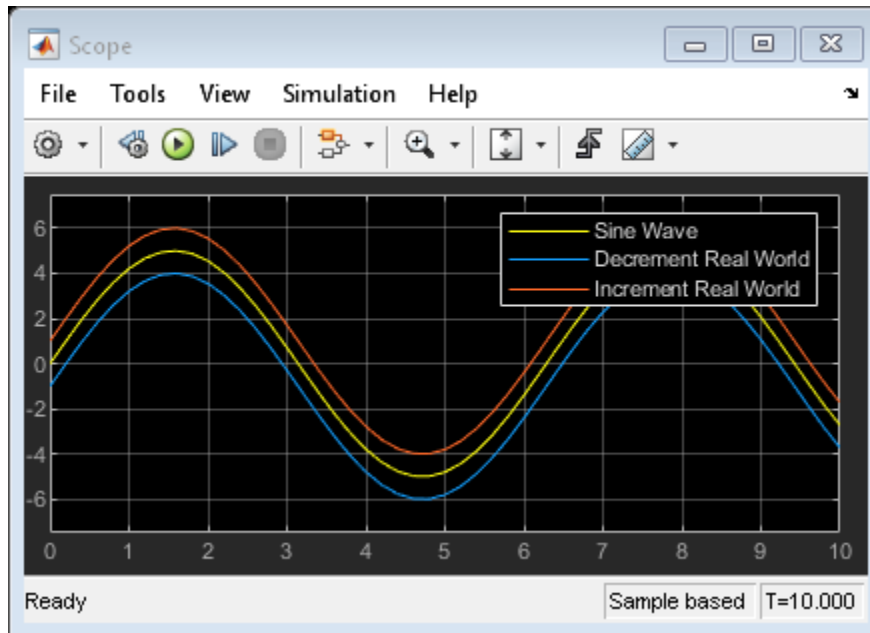 Scope
File Tools View Simulation Help
Sine Wave
Decrement Real World
Increment Real World
6
4
2
0
-2
-4
-6
0 1 2 3 4 5 6 7 8 9 10
Ready Sample based T=10.000